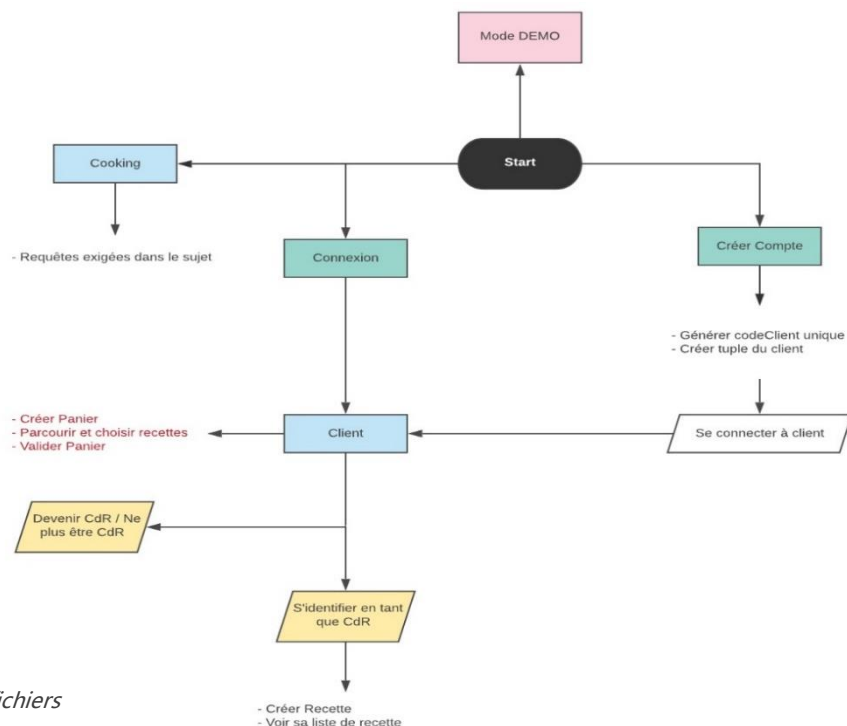 Mode DEMO
Cooking
Start
- Requêtes exigées dans le sujet
Connexion
Créer Compte
- Générer codeClient unique
- Créer tuple du client
- Créer Panier
- Parcourir et choisir recettes
- Valider Panier
Client
Se connecter à client
Devenir CdR / Ne
plus être CdR
S'identifier en tant
que CdR
ichiers
- Créer Recette
- Voir sa liste de recette